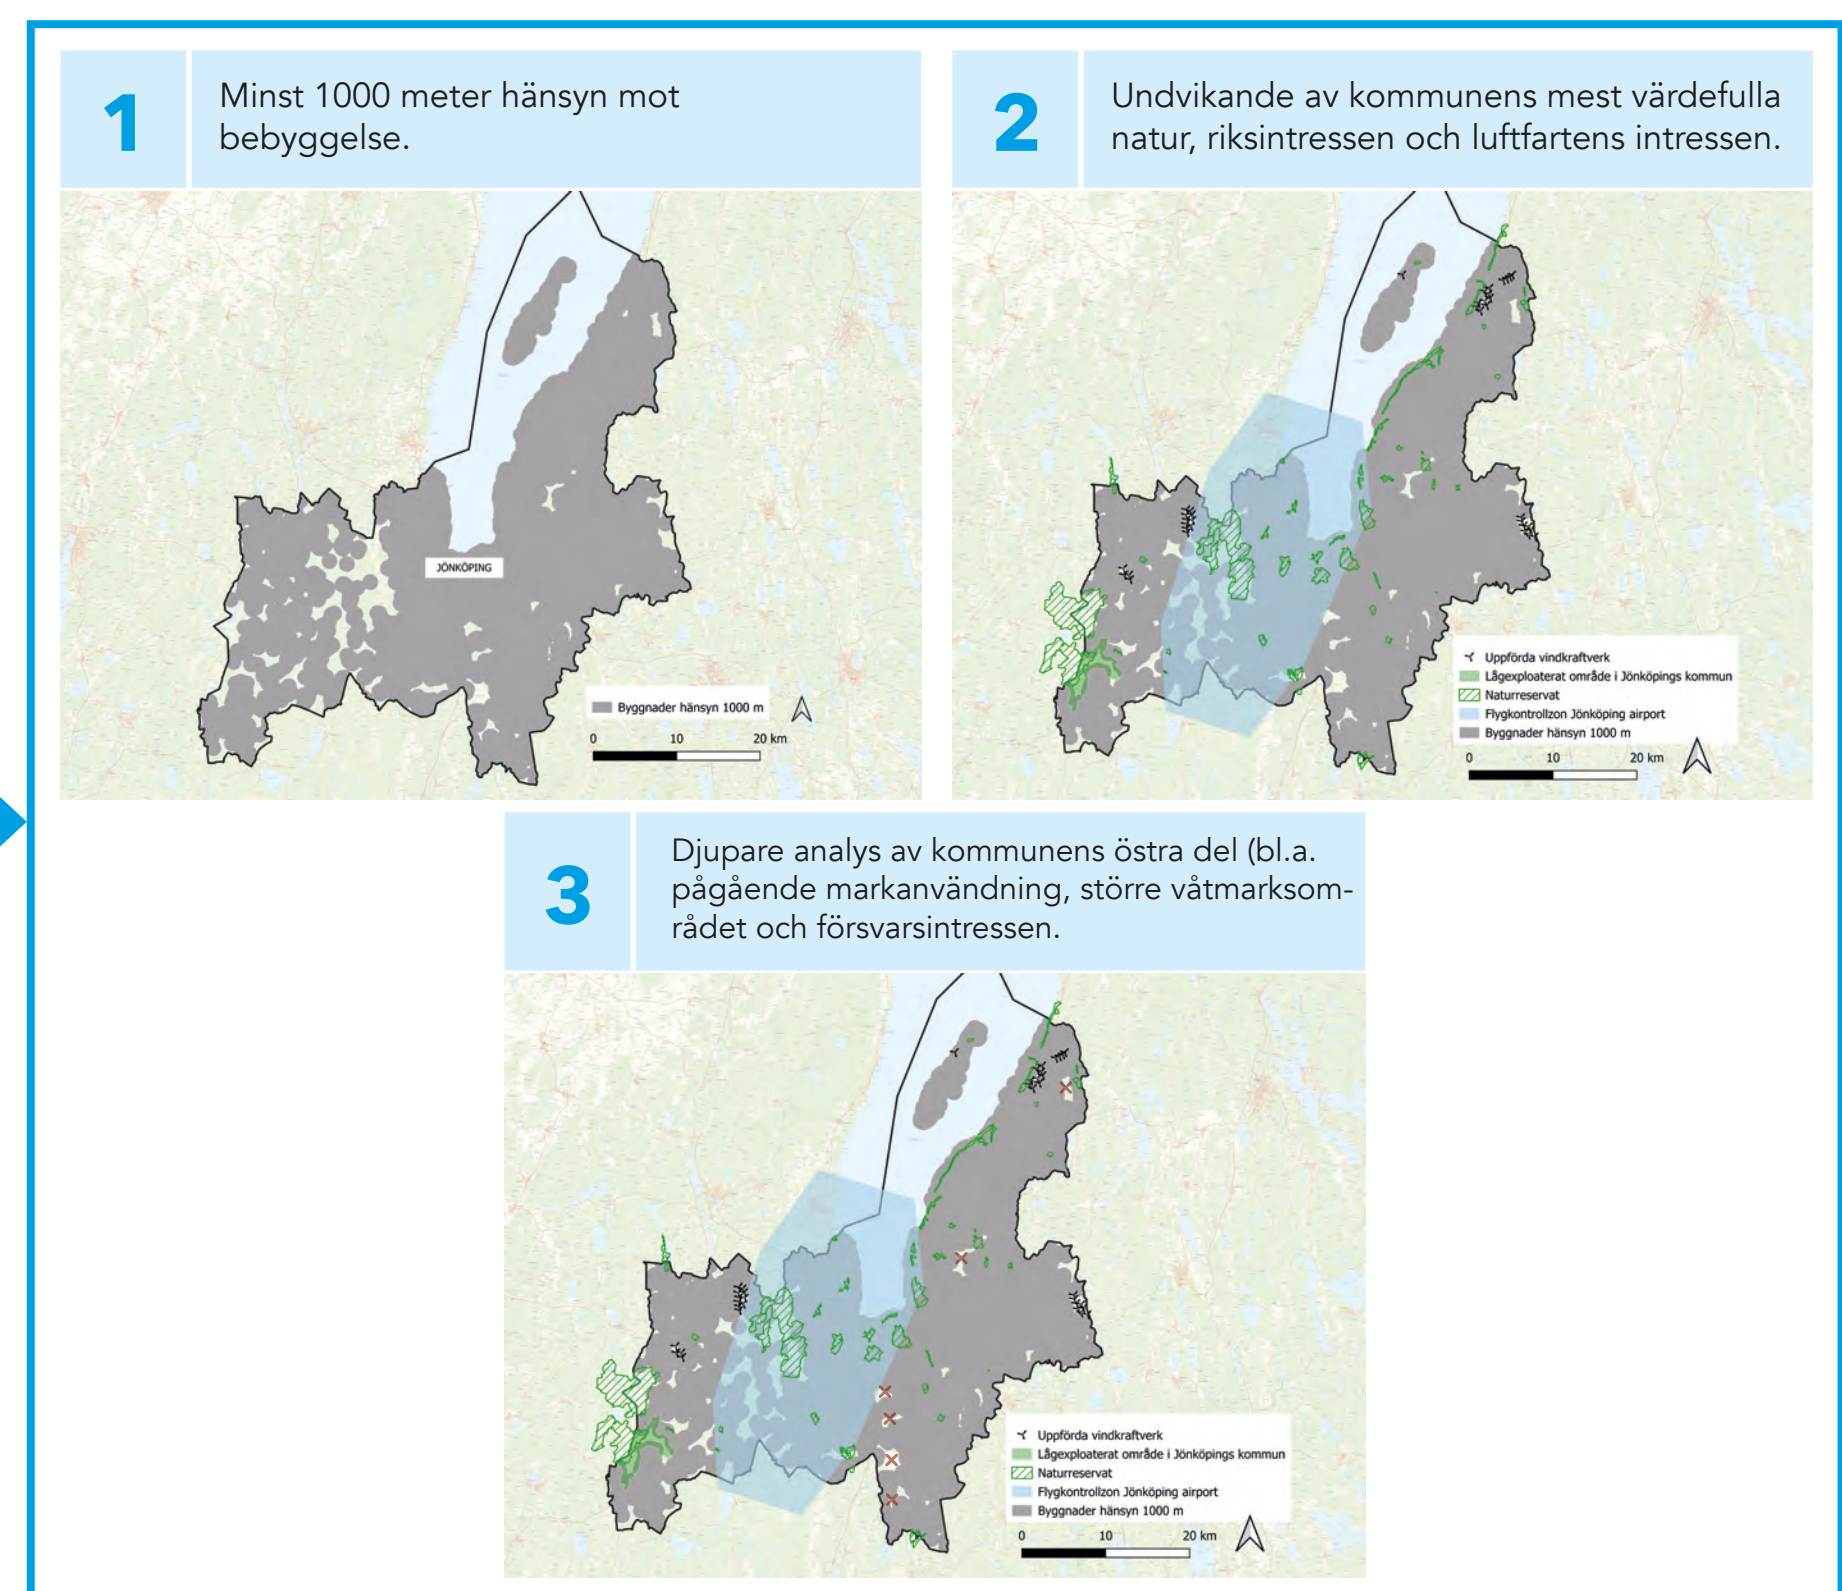 1
Minst 1000 meter hänsyn mot
bebyggelse.
JÖNKÖPING
Byggnader hänsyn 1000 m
0 10 20 km
2
Undvikande av kommunens mest värdefulla
natur, riksintressen och luftfartens intressen.
Uppförda vindkraftverk
Lågexploaterat område i Jönköpings kommun
Naturreservat
Flygkontrollzon Jönköping airport
Byggnader hänsyn 1000 m
0 10 20 km
3
Djupare analys av kommunens östra del (bl.a.
pågående markanvändning, större våtmarksom-
rådet och försvarsintressen.
Uppförda vindkraftverk
Lågexploaterat område i Jönköpings kommun
Naturreservat
Flygkontrollzon Jönköping airport
Byggnader hänsyn 1000 m
0 10 20 km